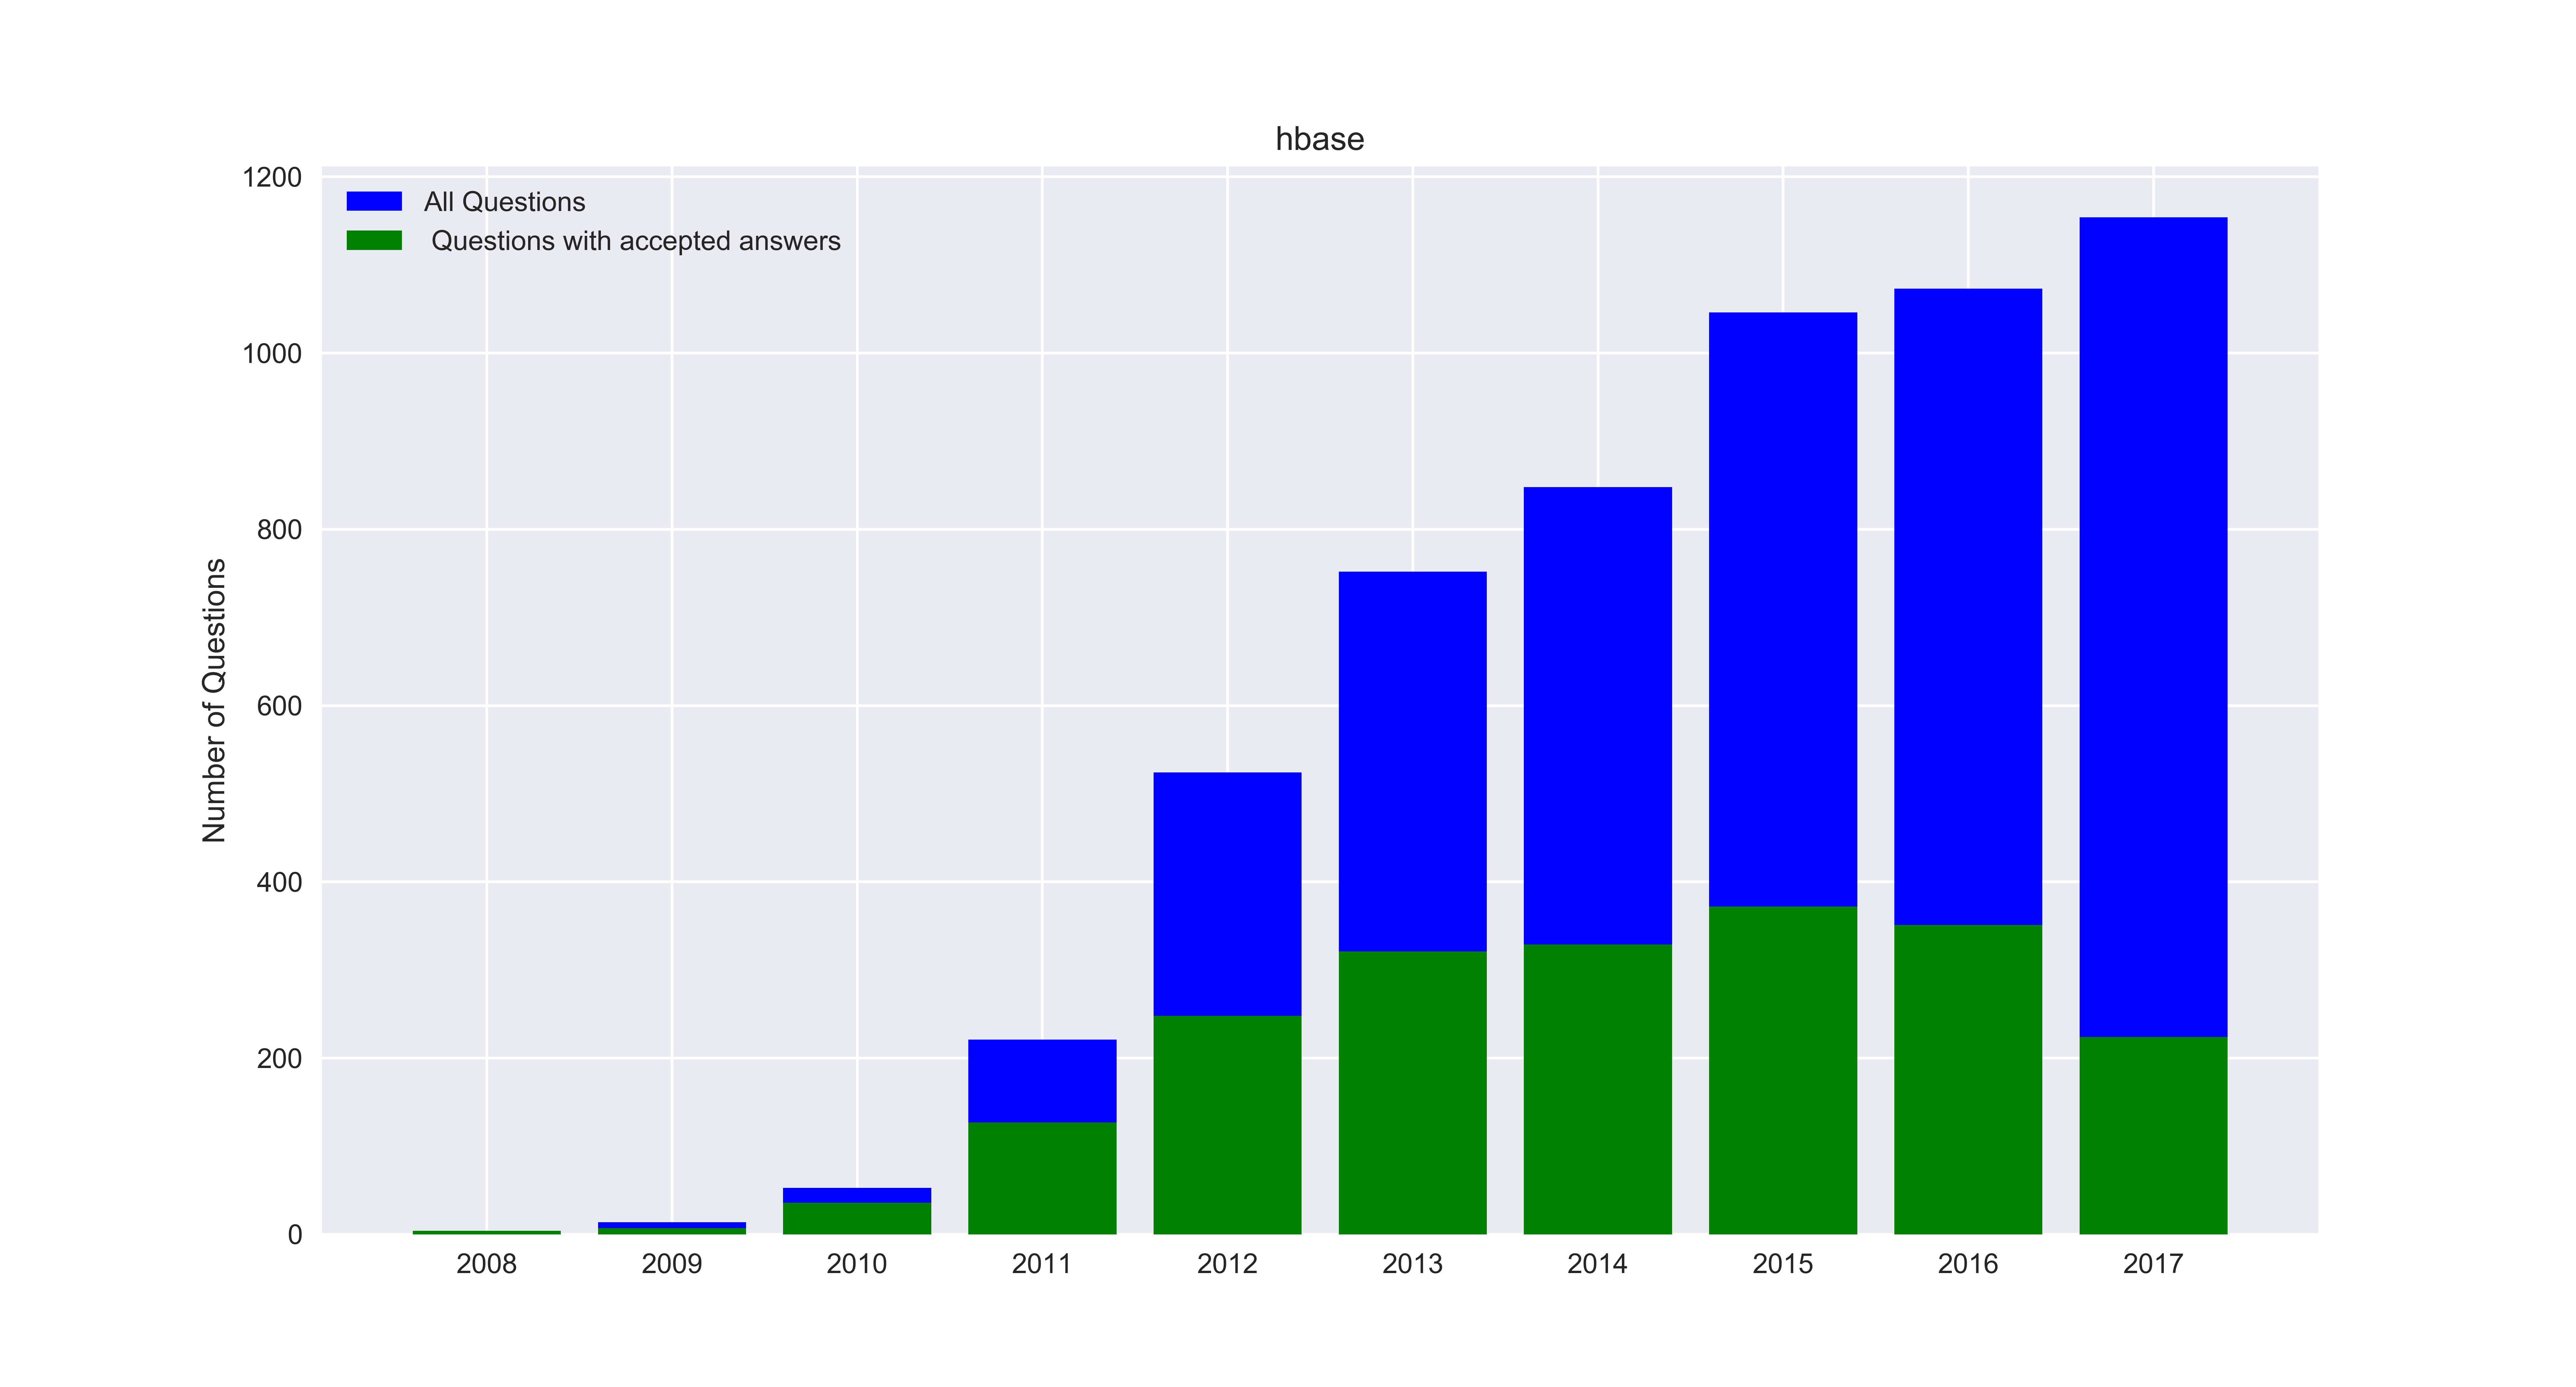 hbase
1200
All Questions
Questions with accepted answers
1000
800
600
400
200
0
Number of Questions
2008 2009 2010 2011 2012 2013 2014 2015 2016 2017